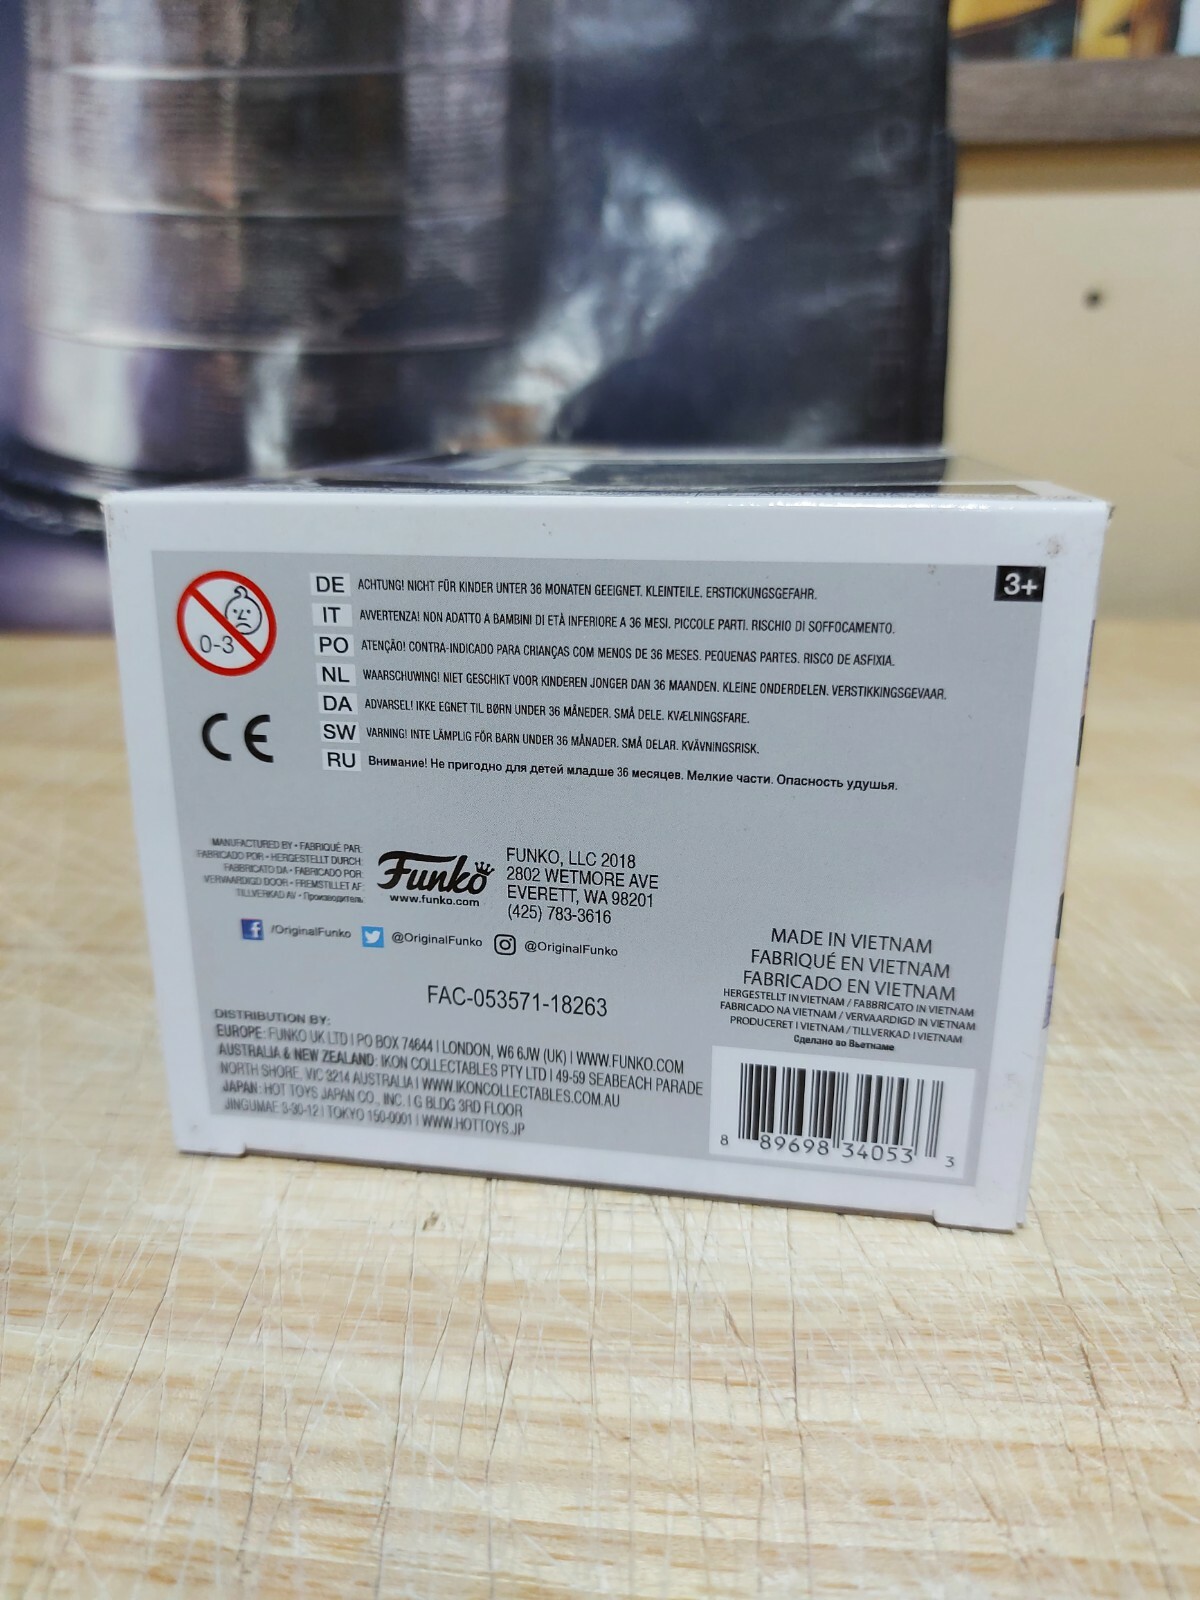 0-3
3+
DE ACHTUNG! NICHT FÜR KINDER UNTER 36 MONATEN GEEIGNET. KLEINTEILE. ERSTICKUNGSGEFAHR.
IT AVVERTENZA! NON ADATTO A BAMBINI DI ETÀ INFERIORE A 36 MESI. PICCOLE PARTI. RISCHIO DI SOFFOCAMENTO.
PO ATENÇÃO! CONTRA-INDICADO PARA CRIANÇAS COM MENOS DE 36 MESES. PEQUENAS PARTES. RISCO DE ASFIXIA.
NL WAARSCHUWING! NIET GESCHIKT VOOR KINDEREN JONGER DAN 36 MAANDEN. KLEINE ONDERDELEN. VERSTIKKINGSGEVAAR.
DA ADVARSEL! IKKE EGNET TIL BØRN UNDER 36 MÅNEDER. SMÅ DELE. KVÆLNINGSFARE.
SW VARNING! INTE LÄMPLIG FÖR BARN UNDER 36 MÅNADER. SMÅ DELAR. KVÄVNINGSRISK.
RU Внимание! Не пригодно для детей младше 36 месяцев. Мелкие части. Опасность удушья.
CE
MANUFACTURED BY • FABRIQUÉ PAR
FABRICADO POR • HERGESTELLT DURCH
FABBRICATO DA • FABRICADO POR
VERVAARDIGD DOOR • FREMSTILLET AF
TILLVERKAD AV • Производитель
Funko
www.funko.com
FUNKO, LLC 2018
2802 WETMORE AVE
EVERETT, WA 98201
(425) 783-3616
/OriginalFunko @OriginalFunko @OriginalFunko
FAC-053571-18263
DISTRIBUTION BY:
EUROPE: FUNKO UK LTD | PO BOX 74644 | LONDON, W6 6JW (UK) | WWW.FUNKO.COM
AUSTRALIA & NEW ZEALAND: IKON COLLECTABLES PTY LTD | 49-59 SEABEACH PARADE
NORTH SHORE, VIC 3214 AUSTRALIA | WWW.IKONCOLLECTABLES.COM.AU
JAPAN: HOT TOYS JAPAN CO., INC. | G BLDG 3RD FLOOR
JINGUMAE 3-30-12 | TOKYO 150-0001 | WWW.HOTTOYS.JP
MADE IN VIETNAM
FABRIQUÉ EN VIETNAM
FABRICADO EN VIETNAM
HERGESTELLT IN VIETNAM / FABBRICATO IN VIETNAM
FABRICADO NA VIETNAM / VERVAARDIGD IN VIETNAM
PRODUCERET I VIETNAM / TILLVERKAD I VIETNAM
Сделано во Вьетнаме
8 89698 34053 3